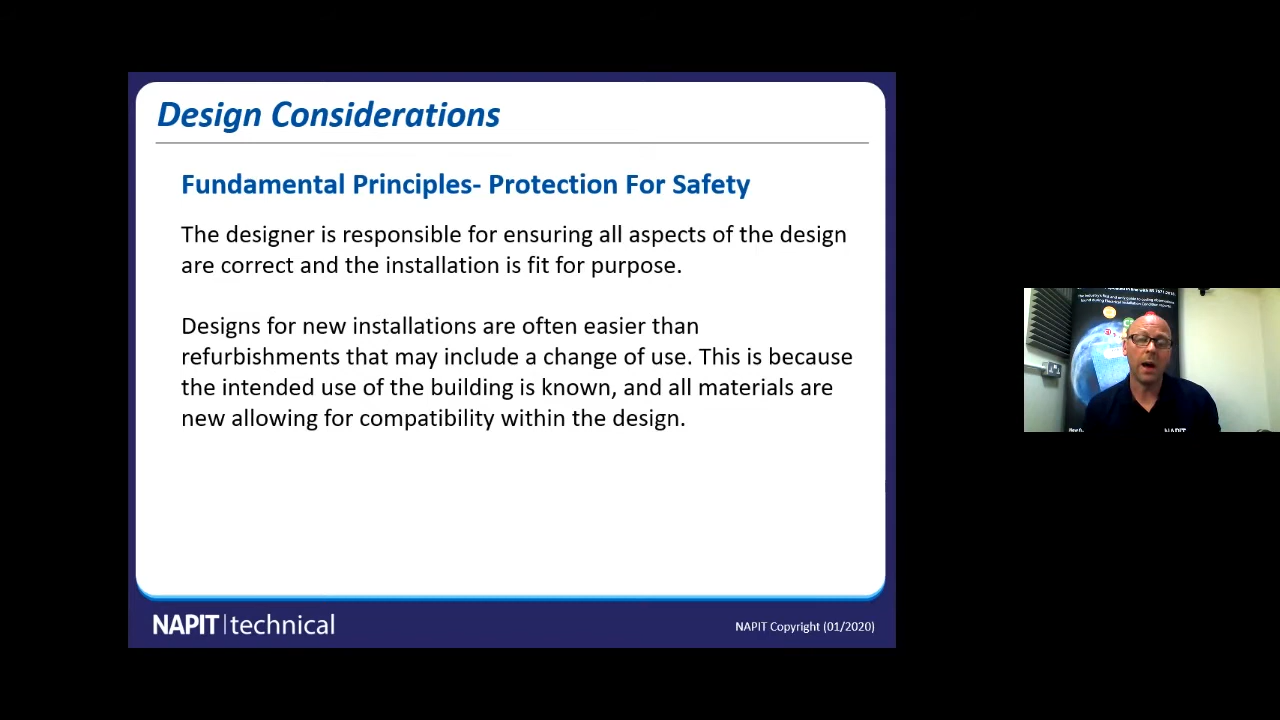 Design Considerations
Fundamental Principles- Protection For Safety
The designer is responsible for ensuring all aspects of the design
are correct and the installation is fit for purpose.
Designs for new installations are often easier than
refurbishments that may include a change of use. This is because
the intended use of the building is known, and all materials are
new allowing for compatibility within the design.
NAPIT | technical
NAPIT Copyright (01/2020)
NAPIT